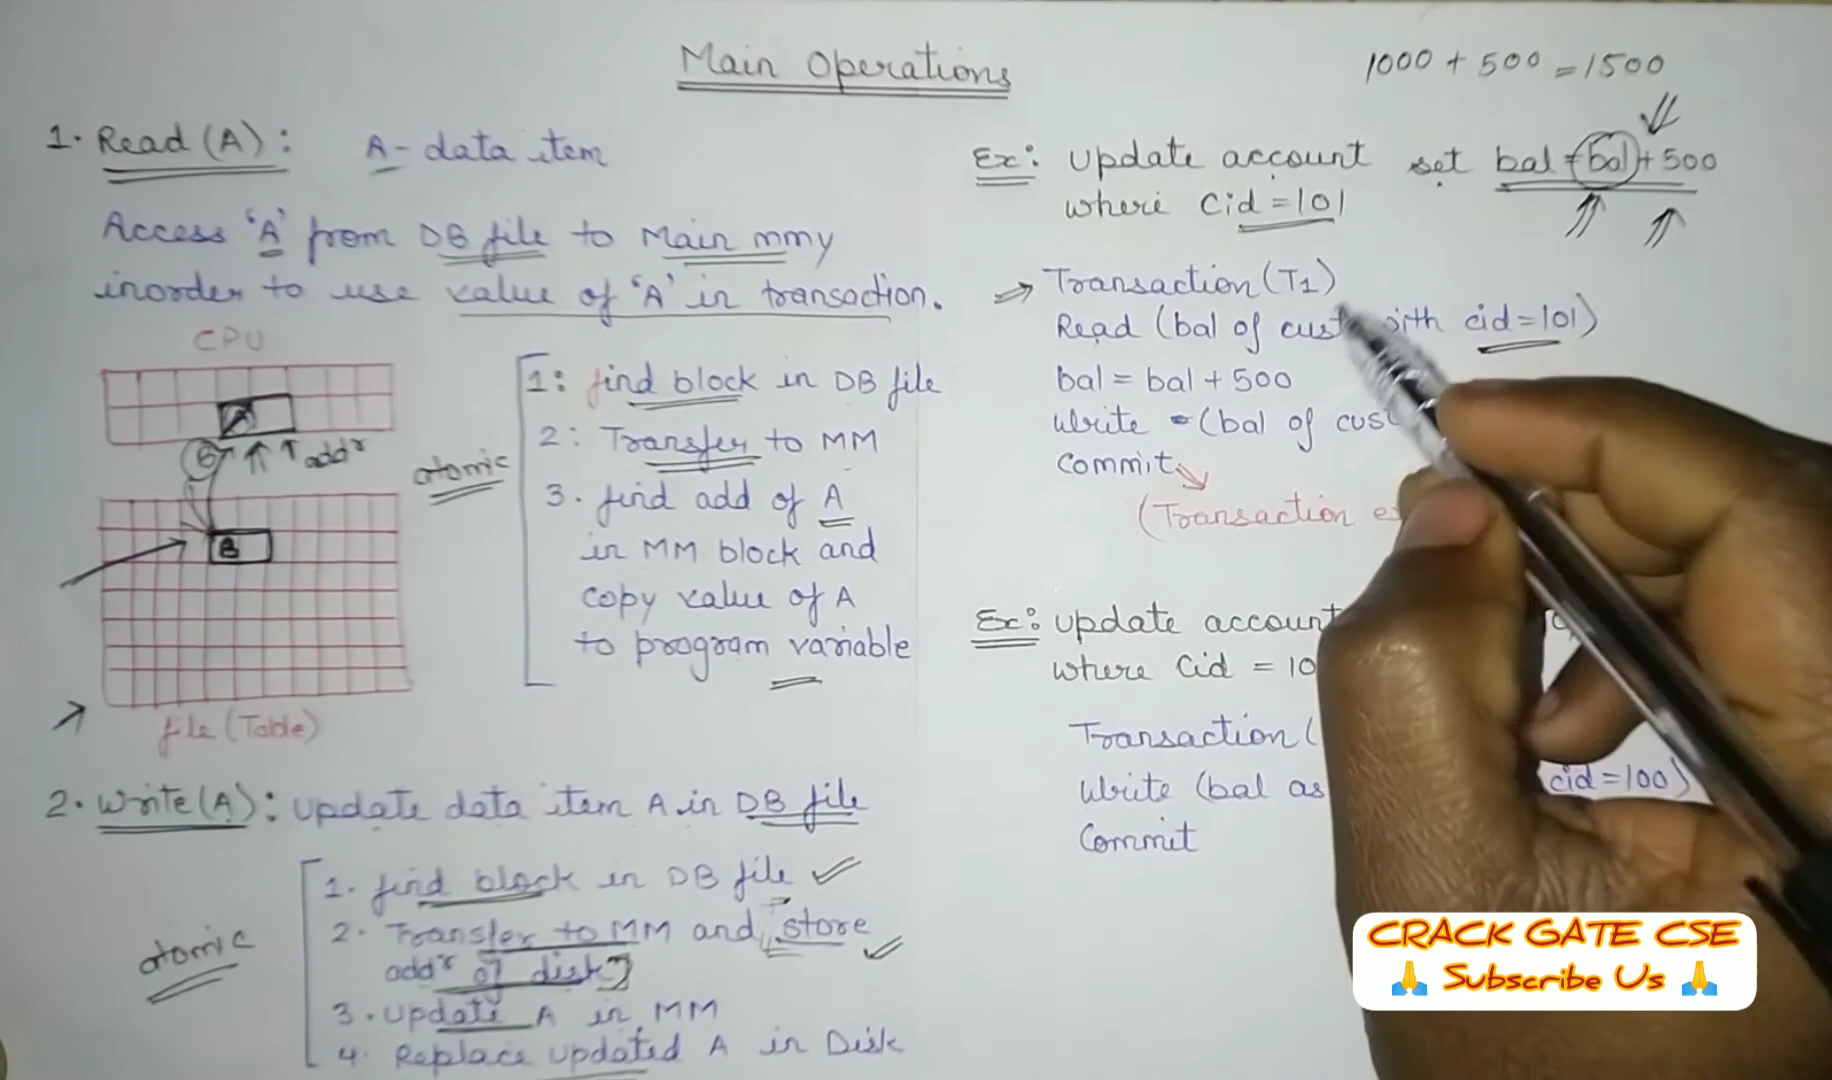 Main Operations
1. Read (A): A - data item
Access 'A' from DB file to Main mmy
inorder to use value of 'A' in transaction.
CPU
A
B
addr
B
file (Table)
atomic
1: find block in DB file
2: Transfer to MM
3. find add of A
in MM block and
copy value of A
to program variable
2. Write(A): Update data item A in DB file
atomic
1. find block in DB file
2. Transfer to MM and store
addr of disk
3. Update A in MM
4. Replace updated A in Disk
1000 + 500 = 1500
Ex: Update account set bal = bal + 500
where cid = 101
Transaction (T1)
Read (bal of cust with cid = 101)
bal = bal + 500
Write (bal of cust
Commit
(Transaction
Ex: update account
where cid = 10
Transaction (
Write (bal as cid = 100)
Commit
CRACK GATE CSE
🙏 Subscribe Us 🙏